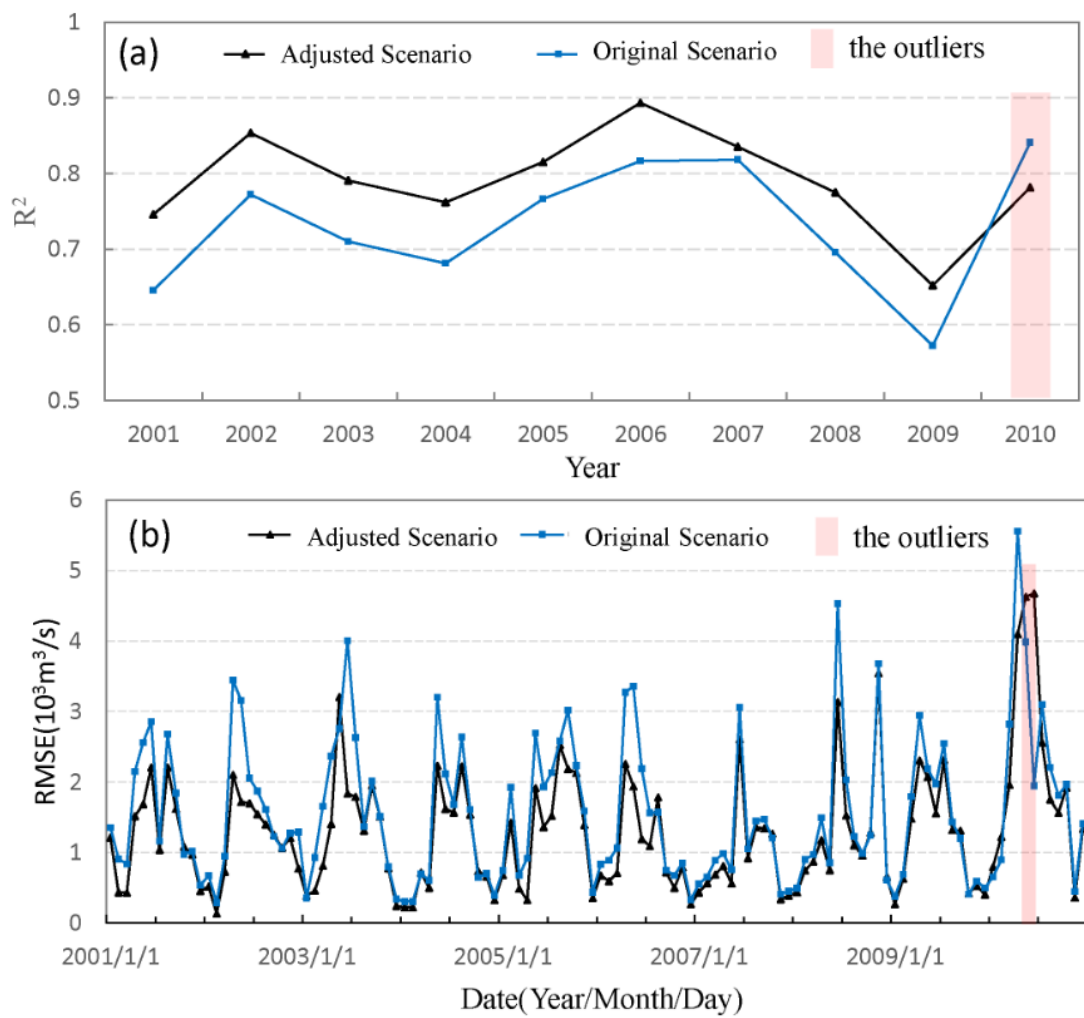 1
(a) Adjusted Scenario Original Scenario the outliers
0.9
0.8
R²
0.7
0.6
0.5
2001 2002 2003 2004 2005 2006 2007 2008 2009 2010
Year
6
(b) Adjusted Scenario Original Scenario the outliers
5
4
RMSE(10³m³/s)
3
2
1
0
2001/1/1 2003/1/1 2005/1/1 2007/1/1 2009/1/1
Date(Year/Month/Day)